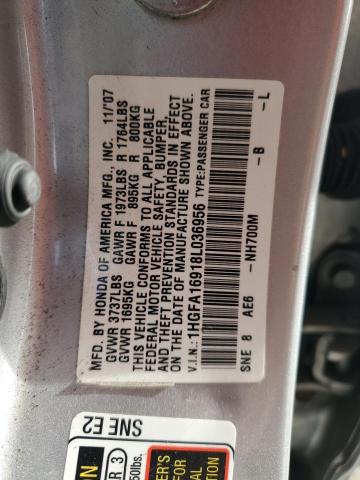 MFD. BY HONDA OF AMERICA MFG., INC. 11/'07
GVWR 3737LBS GAWR F 1973LBS R 1764LBS
GVWR 1695KG GAWR F 895KG R 800KG
THIS VEHICLE CONFORMS TO ALL APPLICABLE
FEDERAL MOTOR VEHICLE SAFETY, BUMPER,
AND THEFT PREVENTION STANDARDS IN EFFECT
ON THE DATE OF MANUFACTURE SHOWN ABOVE.
V.I.N.: 1HGFA16918L036956 TYPE:PASSENGER CAR
SNE 8 AE6 -NH700M -B -L
SNE E2